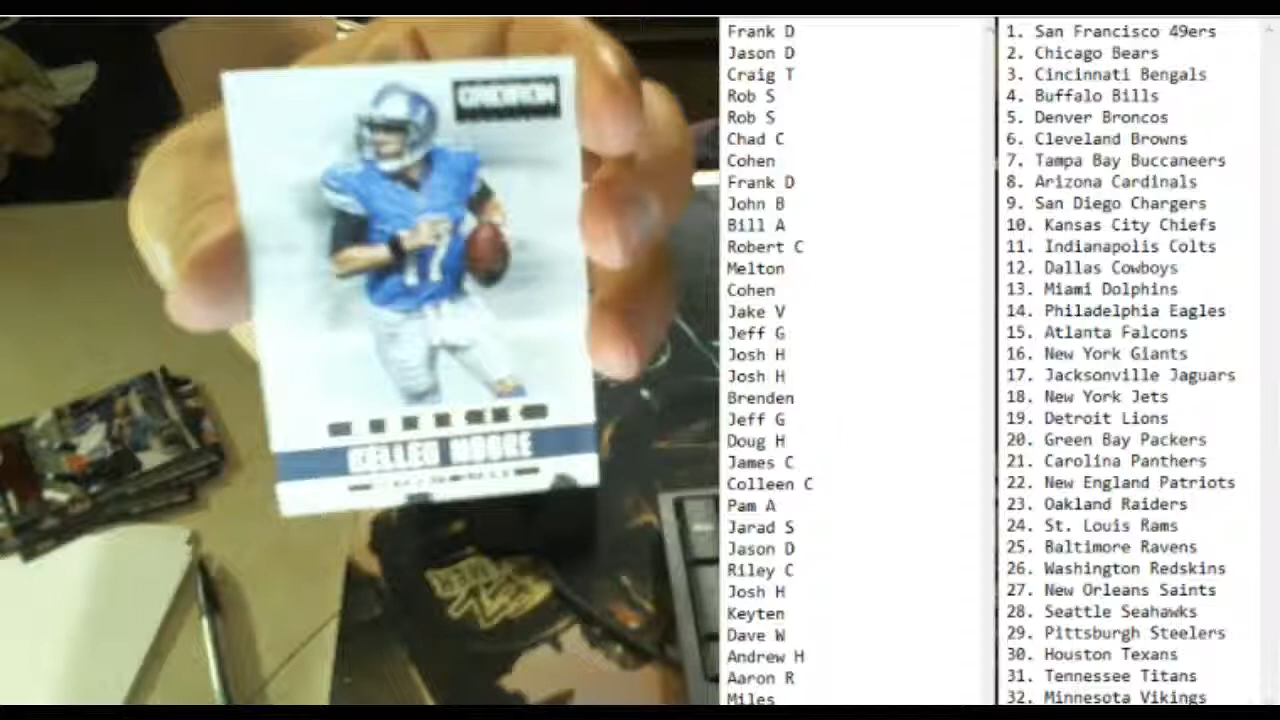 GRIDIRON
17
KELLEN MOORE
Frank D
Jason D
Craig T
Rob S
Rob S
Chad C
Cohen
Frank D
John B
Bill A
Robert C
Melton
Cohen
Jake V
Jeff G
Josh H
Josh H
Brenden
Jeff G
Doug H
James C
Colleen C
Pam A
Jarad S
Jason D
Riley C
Josh H
Keyten
Dave W
Andrew H
Aaron R
Miles
1. San Francisco 49ers
2. Chicago Bears
3. Cincinnati Bengals
4. Buffalo Bills
5. Denver Broncos
6. Cleveland Browns
7. Tampa Bay Buccaneers
8. Arizona Cardinals
9. San Diego Chargers
10. Kansas City Chiefs
11. Indianapolis Colts
12. Dallas Cowboys
13. Miami Dolphins
14. Philadelphia Eagles
15. Atlanta Falcons
16. New York Giants
17. Jacksonville Jaguars
18. New York Jets
19. Detroit Lions
20. Green Bay Packers
21. Carolina Panthers
22. New England Patriots
23. Oakland Raiders
24. St. Louis Rams
25. Baltimore Ravens
26. Washington Redskins
27. New Orleans Saints
28. Seattle Seahawks
29. Pittsburgh Steelers
30. Houston Texans
31. Tennessee Titans
32. Minnesota Vikings